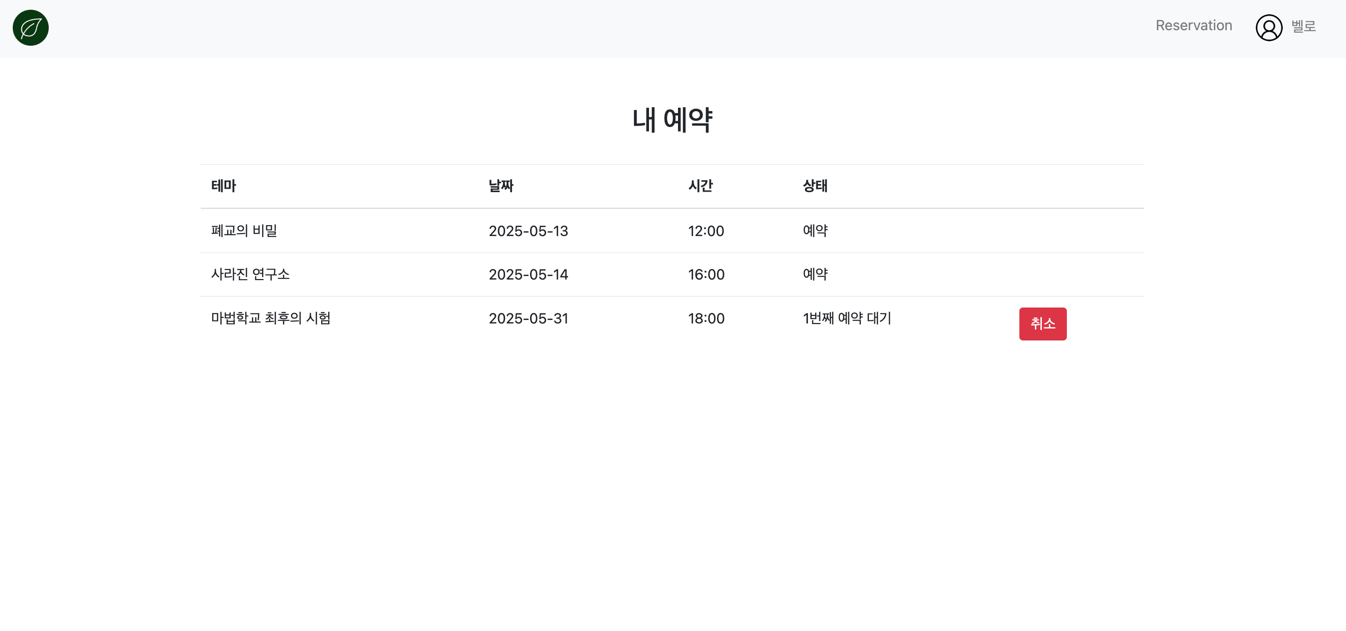 Reservation 벨로
내 예약
테마 날짜 시간 상태
폐교의 비밀 2025-05-13 12:00 예약
사라진 연구소 2025-05-14 16:00 예약
마법학교 최후의 시험 2025-05-31 18:00 1번째 예약 대기 취소